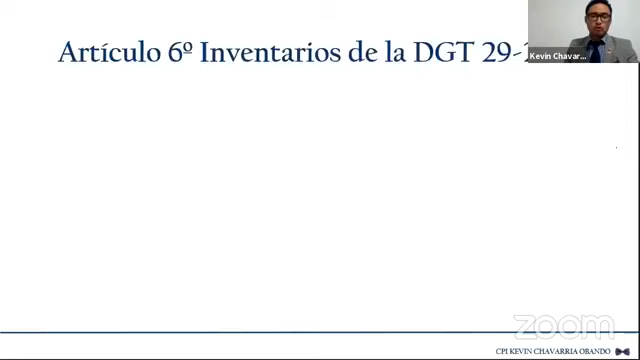 Artículo 6º Inventarios de la DGT 29-
Kevin Chavar...
zoom
CPI KEVIN CHAVARRIA OBANDO